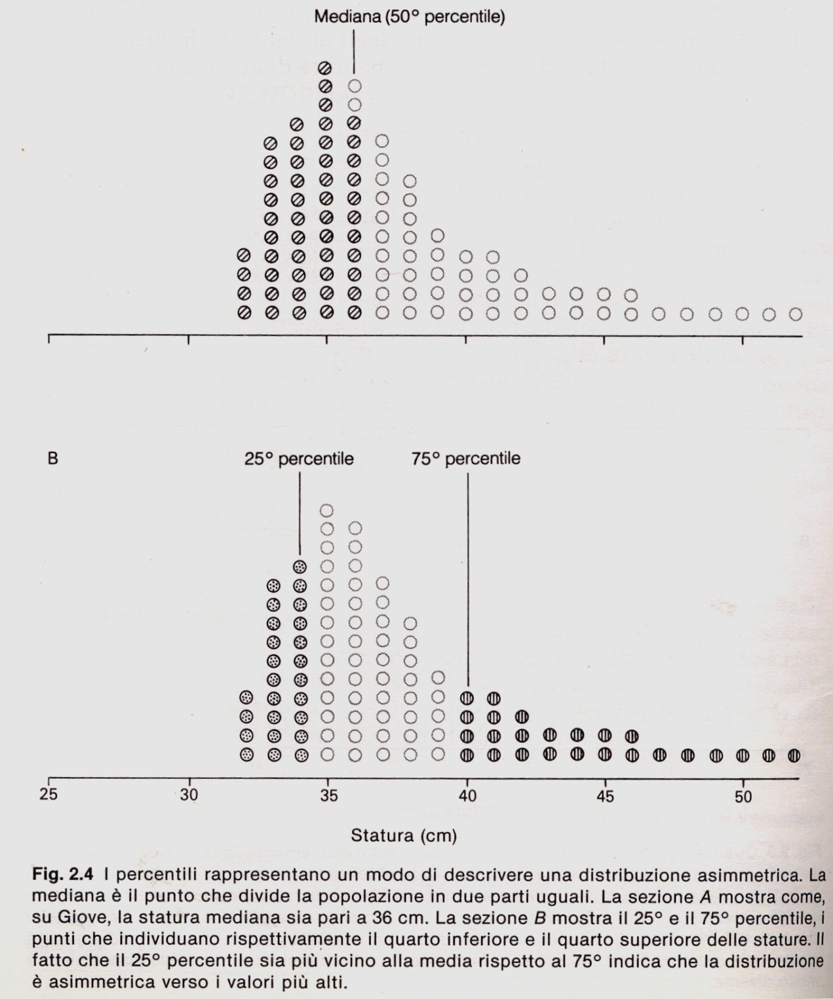 Mediana (50° percentile)
B
25° percentile
75° percentile
25
30
35
40
45
50
Statura (cm)
Fig. 2.4 I percentili rappresentano un modo di descrivere una distribuzione asimmetrica. La
mediana è il punto che divide la popolazione in due parti uguali. La sezione A mostra come,
su Giove, la statura mediana sia pari a 36 cm. La sezione B mostra il 25° e il 75° percentile, i
punti che individuano rispettivamente il quarto inferiore e il quarto superiore delle stature. Il
fatto che il 25° percentile sia più vicino alla media rispetto al 75° indica che la distribuzione
è asimmetrica verso i valori più alti.